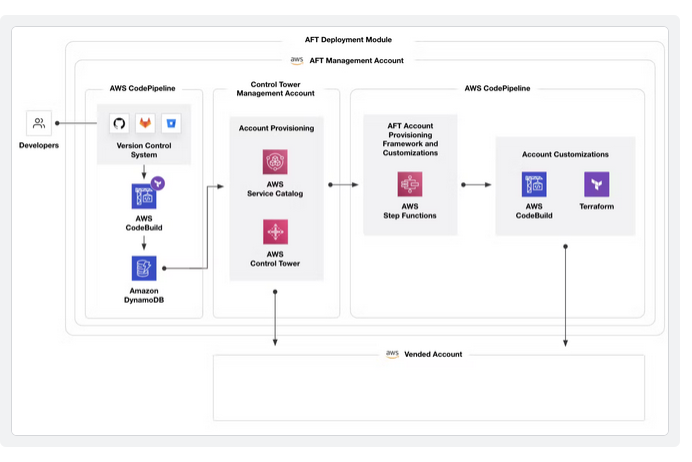 AFT Deployment Module
aws AFT Management Account
AWS CodePipeline
Control Tower
Management Account
AWS CodePipeline
Developers
Version Control
System
AWS
CodeBuild
Amazon
DynamoDB
Account Provisioning
AWS
Service Catalog
AWS
Control Tower
AFT Account
Provisioning
Framework and
Customizations
AWS
Step Functions
Account Customizations
AWS
CodeBuild
Terraform
aws Vended Account